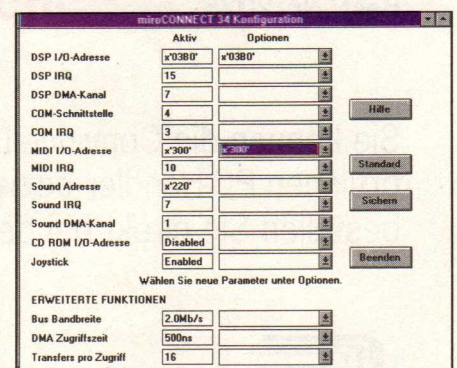 miroCONNECT 34 Konfiguration
Aktiv Optionen
DSP I/O-Adresse x'03B0' x'03B0'
DSP IRQ 15
DSP DMA-Kanal 7
COM-Schnittstelle 4 Hilfe
COM IRQ 3
MIDI I/O-Adresse x'300' x'300'
MIDI IRQ 10 Standard
Sound Adresse x'220'
Sound IRQ 7 Sichern
Sound DMA-Kanal 1
CD ROM I/O-Adresse Disabled
Joystick Enabled Beenden
Wählen Sie neue Parameter unter Optionen.
ERWEITERTE FUNKTIONEN
Bus Bandbreite 2.0Mb/s
DMA Zugriffszeit 500ns
Transfers pro Zugriff 16